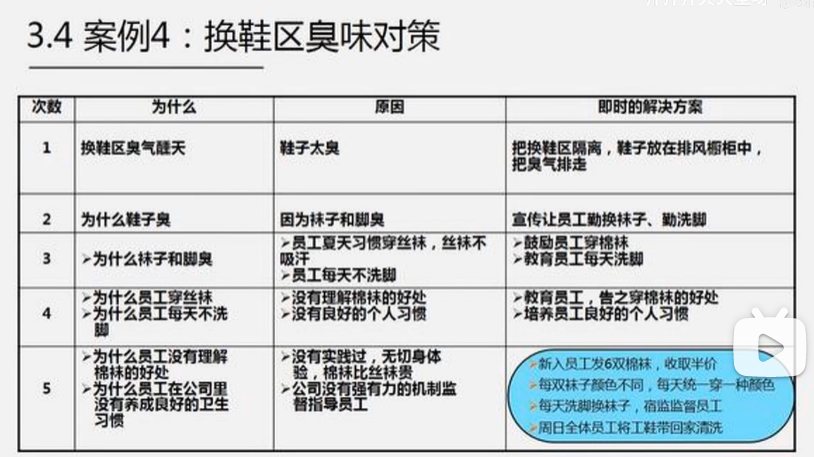 3.4 案例4：换鞋区臭味对策
次数 为什么 原因 即时的解决方案
1 换鞋区臭气醺天 鞋子太臭 把换鞋区隔离，鞋子放在排风橱柜中，
把臭气排走
2 为什么鞋子臭 因为袜子和脚臭 宣传让员工勤换袜子、勤洗脚
3 ➢为什么袜子和脚臭
➢员工夏天习惯穿丝袜，丝袜不
吸汗
➢员工每天不洗脚
➢鼓励员工穿棉袜
➢教育员工每天洗脚
4 ➢为什么员工穿丝袜
➢为什么员工每天不洗
脚
➢没有理解棉袜的好处
➢没有良好的个人习惯
➢教育员工，告之穿棉袜的好处
➢培养员工良好的个人习惯
5 ➢为什么员工没有理解
棉袜的好处
➢为什么员工在公司里
没有养成良好的卫生
习惯
➢没有实践过，无切身体
验，棉袜比丝袜贵
➢公司没有强有力的机制监
督指导员工
➢新入员工发6双棉袜，收取半价
➢每双袜子颜色不同，每天统一穿一种颜色
➢每天洗脚换袜子，宿监监督员工
➢周日全体员工将工鞋带回家清洗